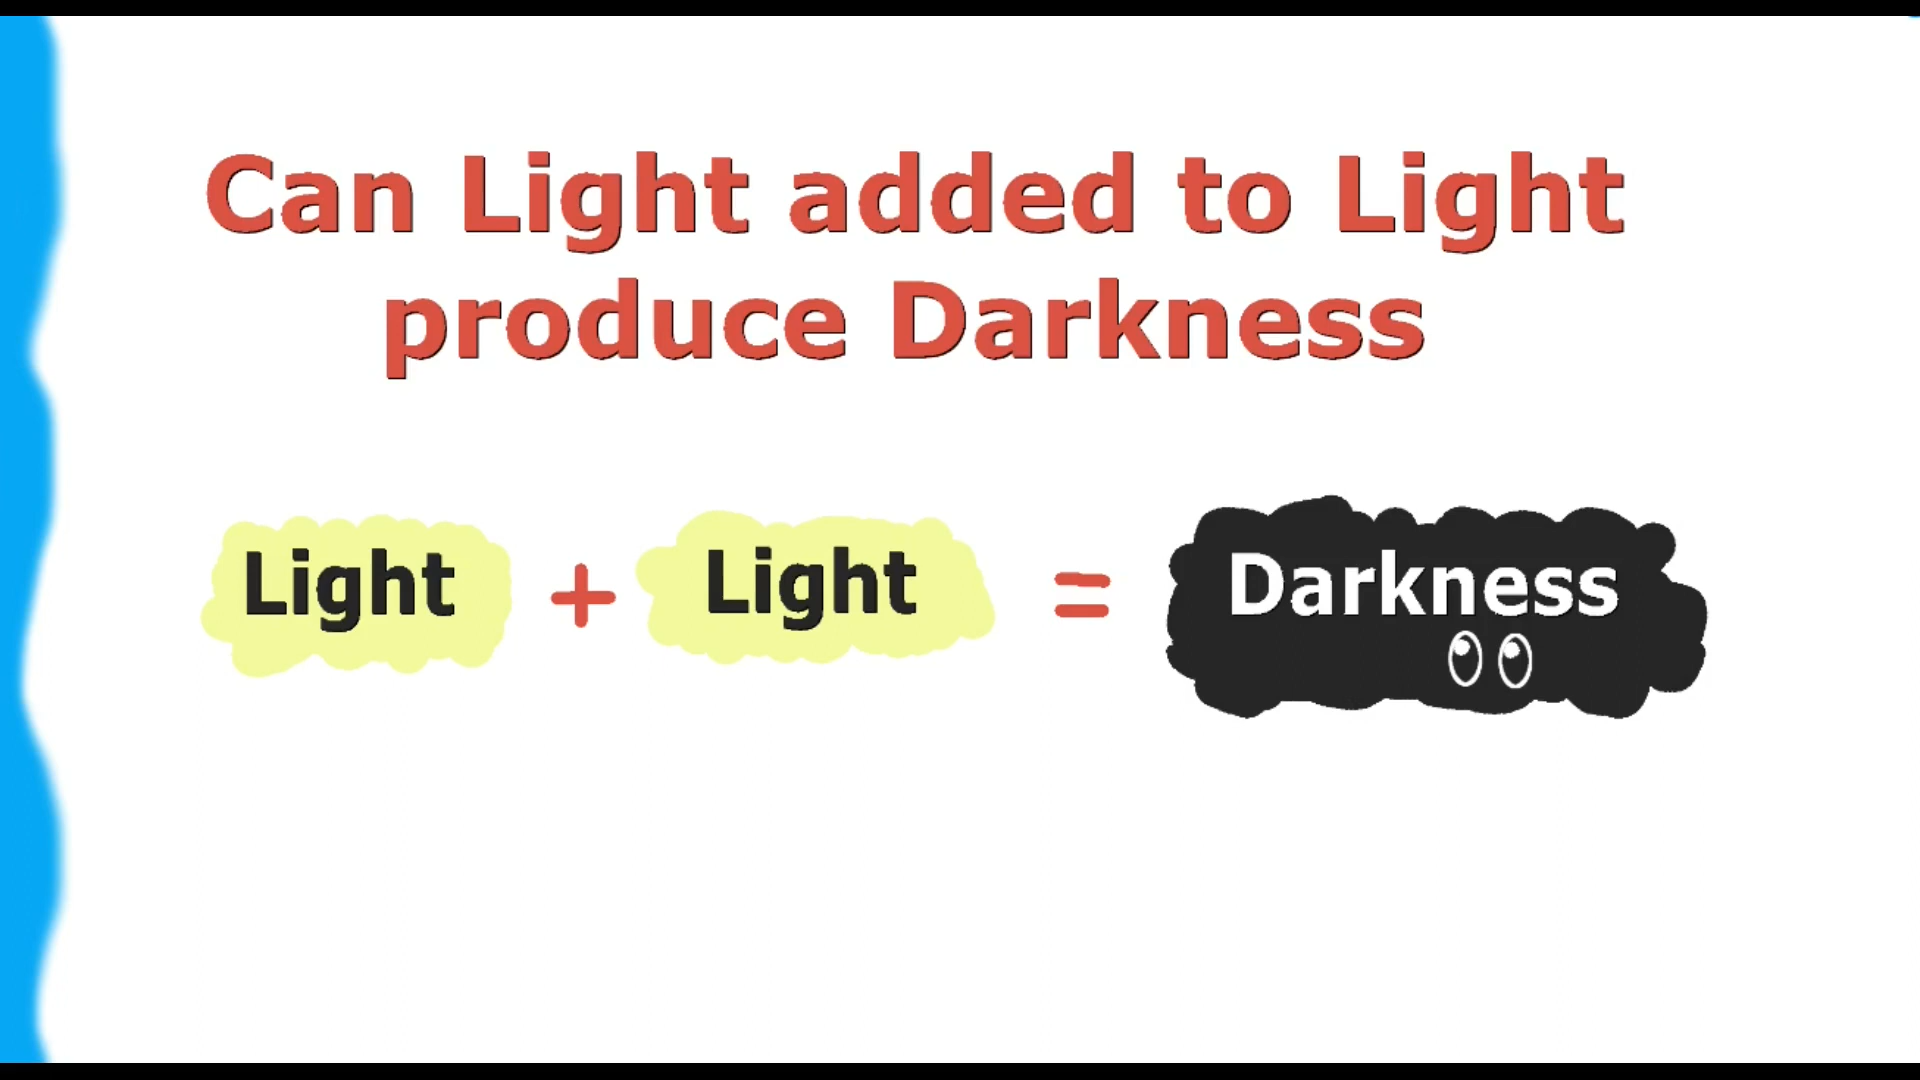 Can Light added to Light
produce Darkness
Light + Light = Darkness